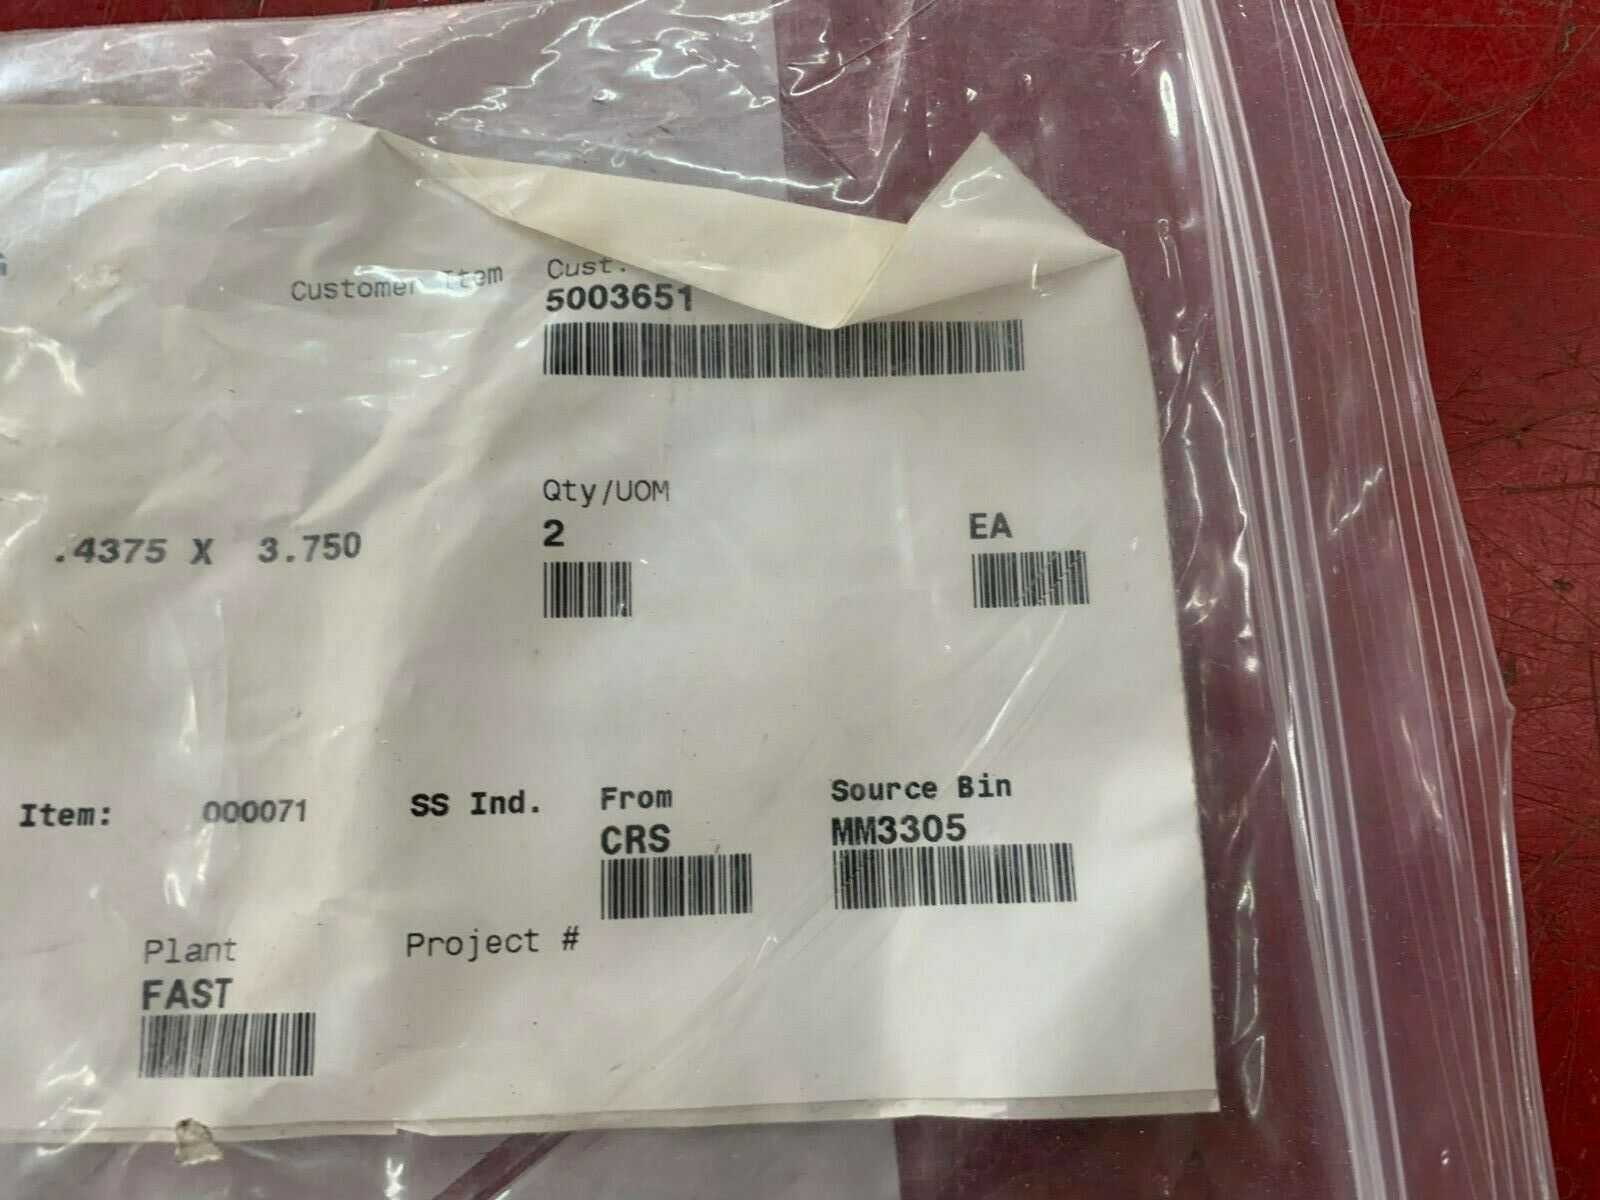 Customer Item
Cust.
5003651
Qty/UOM
2
EA
.4375 X 3.750
Item: 000071
SS Ind.
From
CRS
Source Bin
MM3305
Plant
FAST
Project #